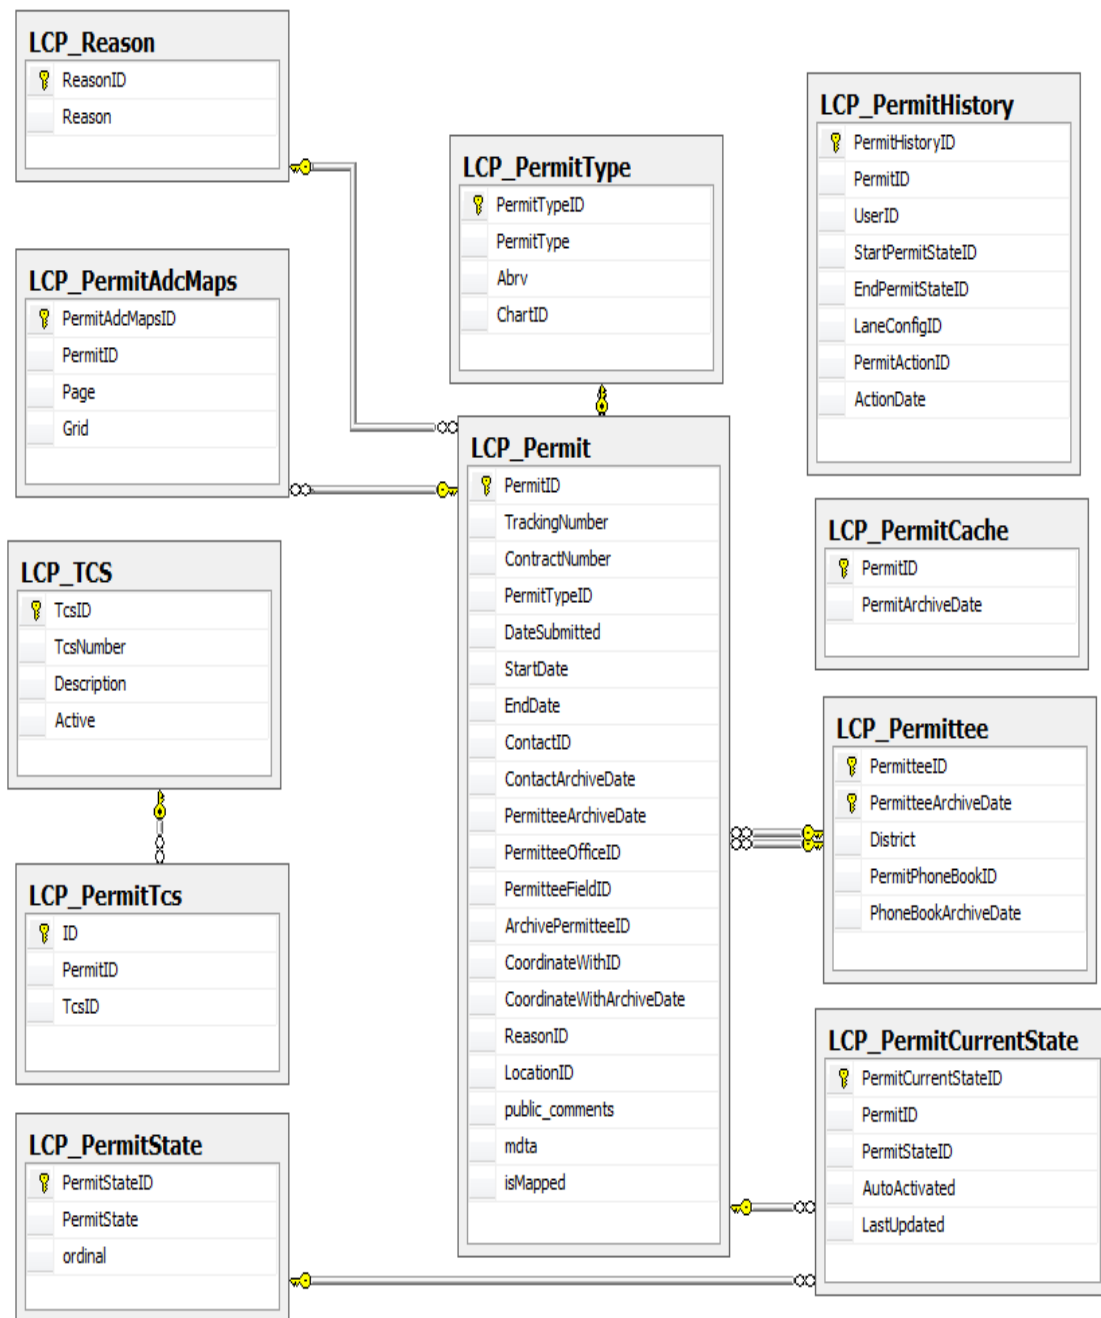 LCP_Reason
ReasonID
Reason
LCP_PermitAdcMaps
PermitAdcMapsID
PermitID
Page
Grid
LCP_TCS
TcsID
TcsNumber
Description
Active
LCP_PermitTcs
ID
PermitID
TcsID
LCP_PermitState
PermitStateID
PermitState
ordinal
LCP_PermitType
PermitTypeID
PermitType
Abrv
ChartID
LCP_Permit
PermitID
TrackingNumber
ContractNumber
PermitTypeID
DateSubmitted
StartDate
EndDate
ContactID
ContactArchiveDate
PermitteeArchiveDate
PermitteeOfficeID
PermitteeFieldID
ArchivePermitteeID
CoordinateWithID
CoordinateWithArchiveDate
ReasonID
LocationID
public_comments
mdta
isMapped
LCP_PermitHistory
PermitHistoryID
PermitID
UserID
StartPermitStateID
EndPermitStateID
LaneConfigID
PermitActionID
ActionDate
LCP_PermitCache
PermitID
PermitArchiveDate
LCP_Permittee
PermitteeID
PermitteeArchiveDate
District
PermitPhoneBookID
PhoneBookArchiveDate
LCP_PermitCurrentState
PermitCurrentStateID
PermitID
PermitStateID
AutoActivated
LastUpdated